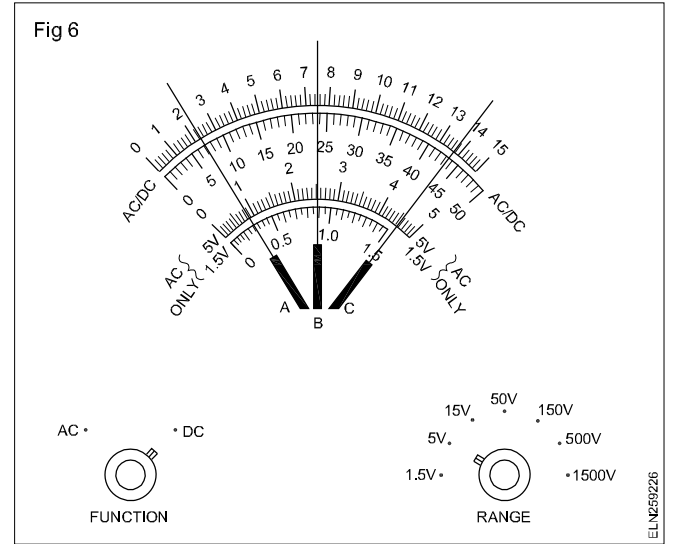 Fig 6
0 1 2 3 4 5 6 7 8 9 10 11 12 13 14 15
AC/DC 0 5 10 15 20 25 30 35 40 45 50 AC/DC
0 1 2 3 4 5
5V 5V
1.5V 0 0.5 1.0 1.5 1.5V
AC ONLY AC ONLY
A B C
AC DC
FUNCTION
1.5V 5V 15V 50V 150V 500V 1500V
RANGE
ELN259226